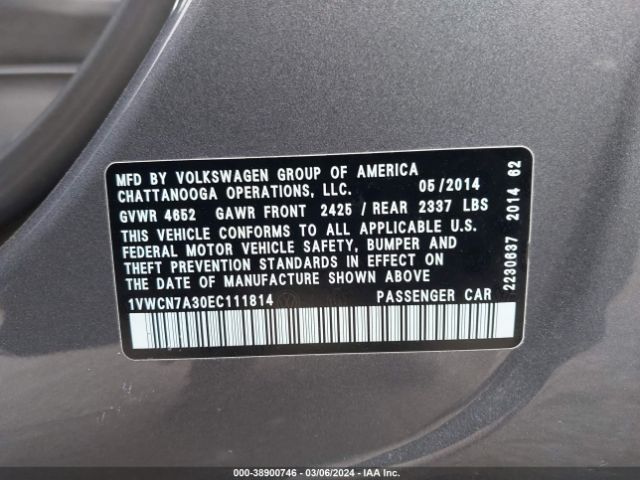 MFD BY VOLKSWAGEN GROUP OF AMERICA
CHATTANOOGA OPERATIONS, LLC. 05/2014
GVWR 4652 GAWR FRONT 2425 / REAR 2337 LBS
THIS VEHICLE CONFORMS TO ALL APPLICABLE U.S.
FEDERAL MOTOR VEHICLE SAFETY, BUMPER AND
THEFT PREVENTION STANDARDS IN EFFECT ON
THE DATE OF MANUFACTURE SHOWN ABOVE
1VWCN7A30EC111814 PASSENGER CAR
2230637 2014 62
000-38900746 - 03/06/2024 - IAA Inc.